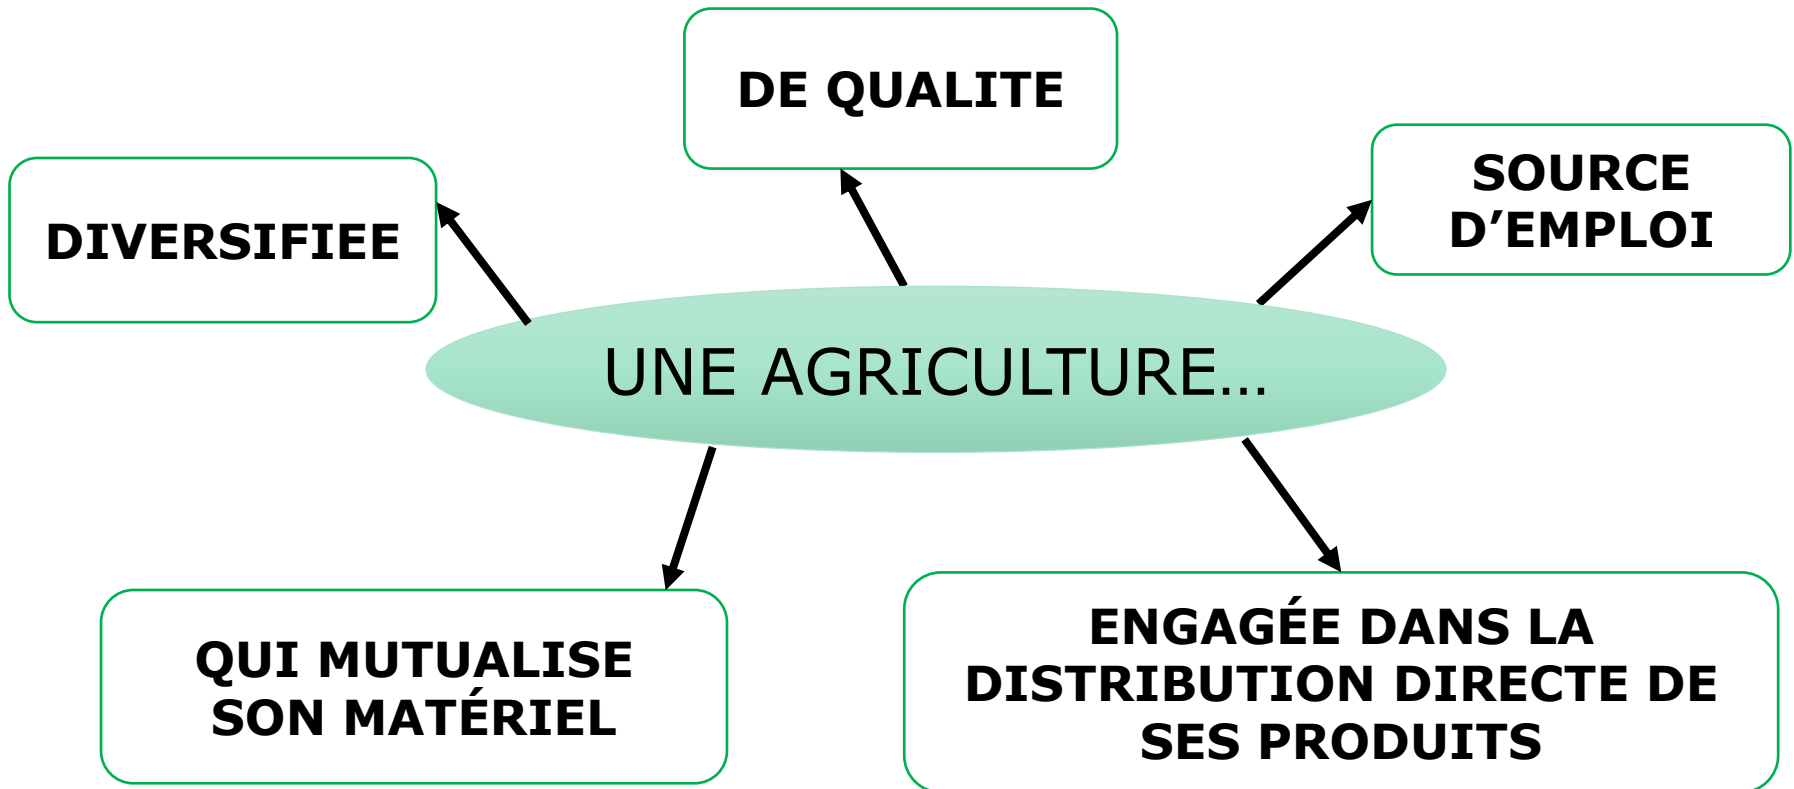 DE QUALITE
SOURCE
D’EMPLOI
DIVERSIFIEE
UNE AGRICULTURE…
QUI MUTUALISE
SON MATÉRIEL
ENGAGÉE DANS LA
DISTRIBUTION DIRECTE DE
SES PRODUITS